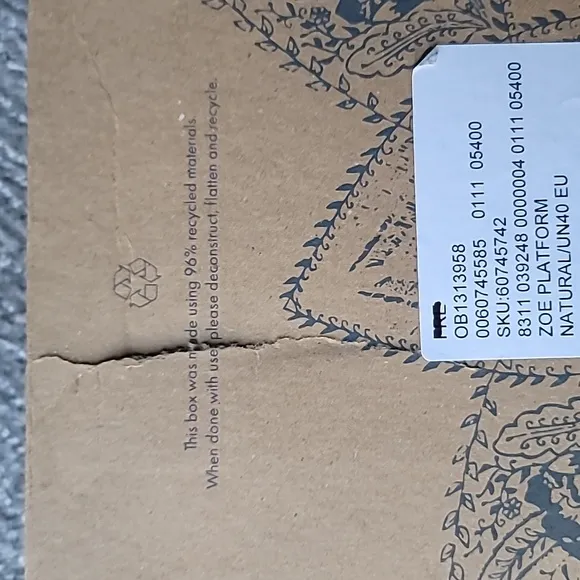 This box was made using 96% recycled materials
When done with use please deconstruct, flatten and recycle.
OB1313958
0060745585 0111 05400
SKU:60745742
8311 039248 0000004 0111 05400
ZOE PLATFORM
NATURAL/UN40 EU